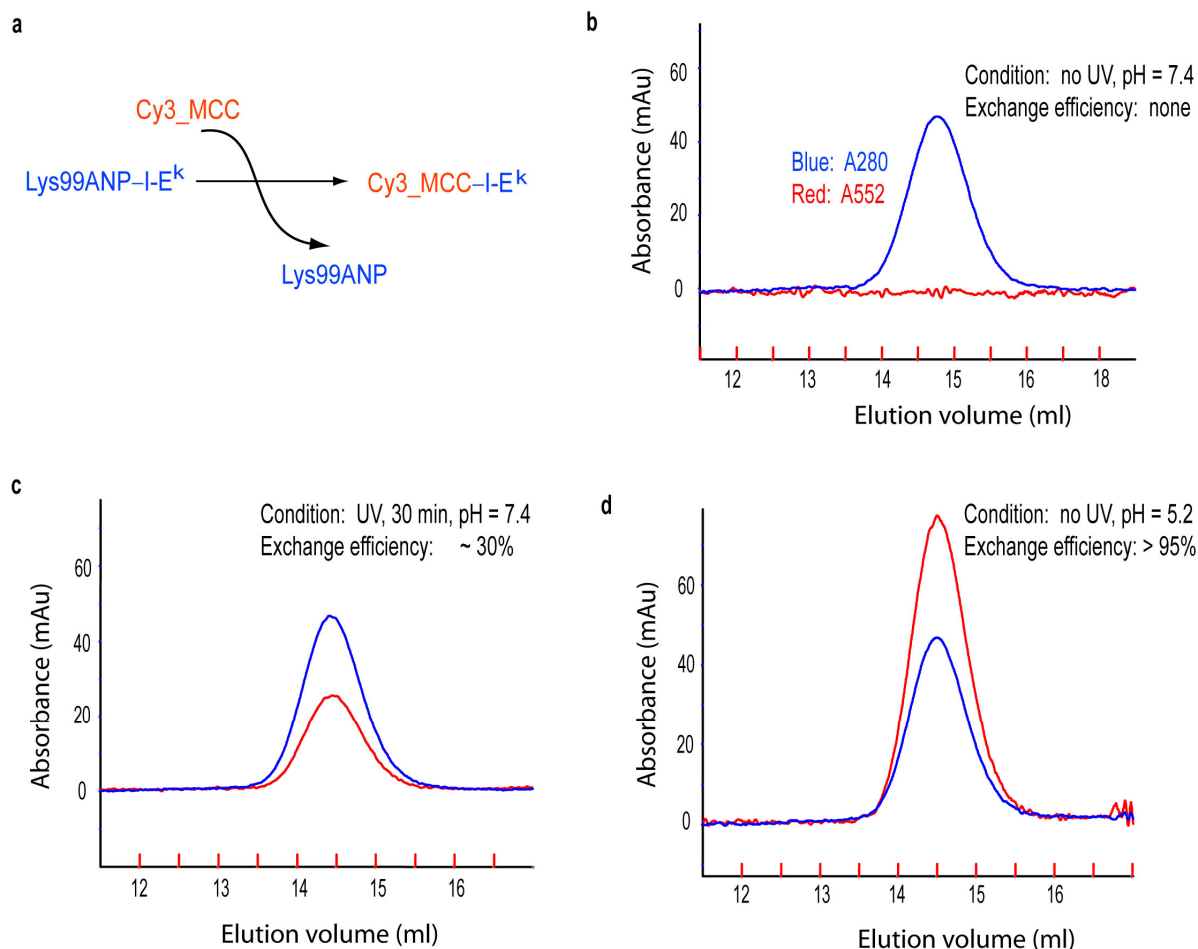 a
Cy3_MCC
Lys99ANP–I-Eᵏ
Cy3_MCC–I-Eᵏ
Lys99ANP
b
Condition: no UV, pH = 7.4
Exchange efficiency: none
Blue: A280
Red: A552
Absorbance (mAu)
60
40
20
0
12 13 14 15 16 18
Elution volume (ml)
c
Condition: UV, 30 min, pH = 7.4
Exchange efficiency: ~ 30%
Absorbance (mAu)
60
40
20
0
12 13 14 15 16
Elution volume (ml)
d
Condition: no UV, pH = 5.2
Exchange efficiency: > 95%
Absorbance (mAu)
60
40
20
0
12 13 14 15 16
Elution volume (ml)